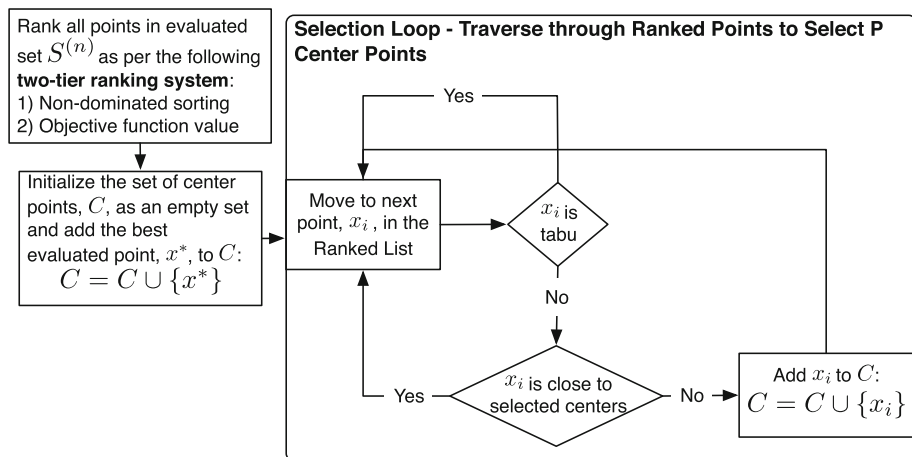 Rank all points in evaluated
set S^(n) as per the following
two-tier ranking system:
1) Non-dominated sorting
2) Objective function value
Initialize the set of center
points, C, as an empty set
and add the best
evaluated point, x*, to C:
C = C ∪ {x*}
Selection Loop - Traverse through Ranked Points to Select P
Center Points
Yes
Move to next
point, x_i, in the
Ranked List
x_i is
tabu
No
x_i is close to
selected centers
Yes
No
Add x_i to C:
C = C ∪ {x_i}